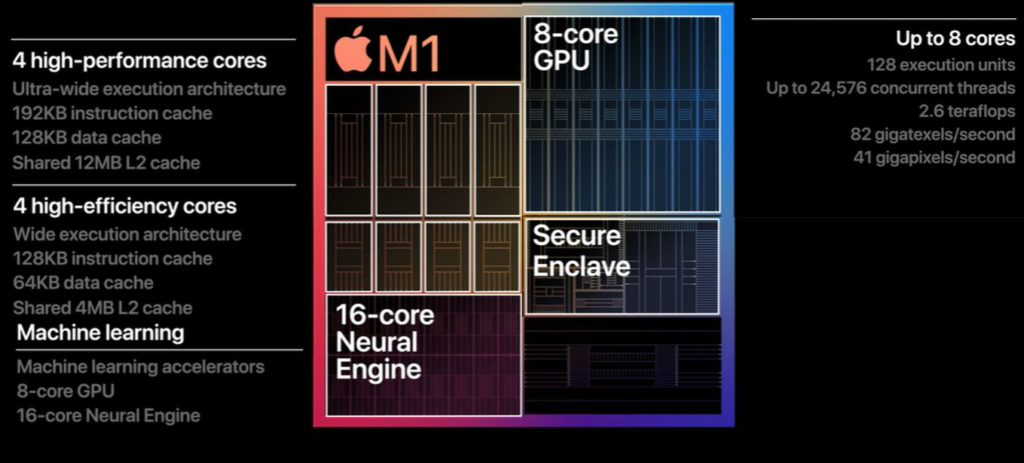 4 high-performance cores
Ultra-wide execution architecture
192KB instruction cache
128KB data cache
Shared 12MB L2 cache
4 high-efficiency cores
Wide execution architecture
128KB instruction cache
64KB data cache
Shared 4MB L2 cache
Machine learning
Machine learning accelerators
8-core GPU
16-core Neural Engine
M1
8-core
GPU
Secure
Enclave
16-core
Neural
Engine
Up to 8 cores
128 execution units
Up to 24,576 concurrent threads
2.6 teraflops
82 gigatexels/second
41 gigapixels/second